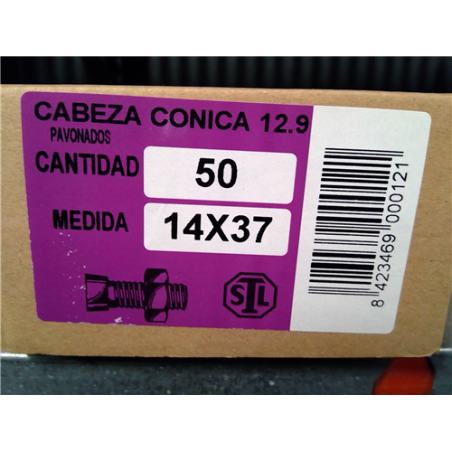 CABEZA CONICA 12.9
PAVONADOS
CANTIDAD 50
MEDIDA 14X37
STL
8 423469 000121